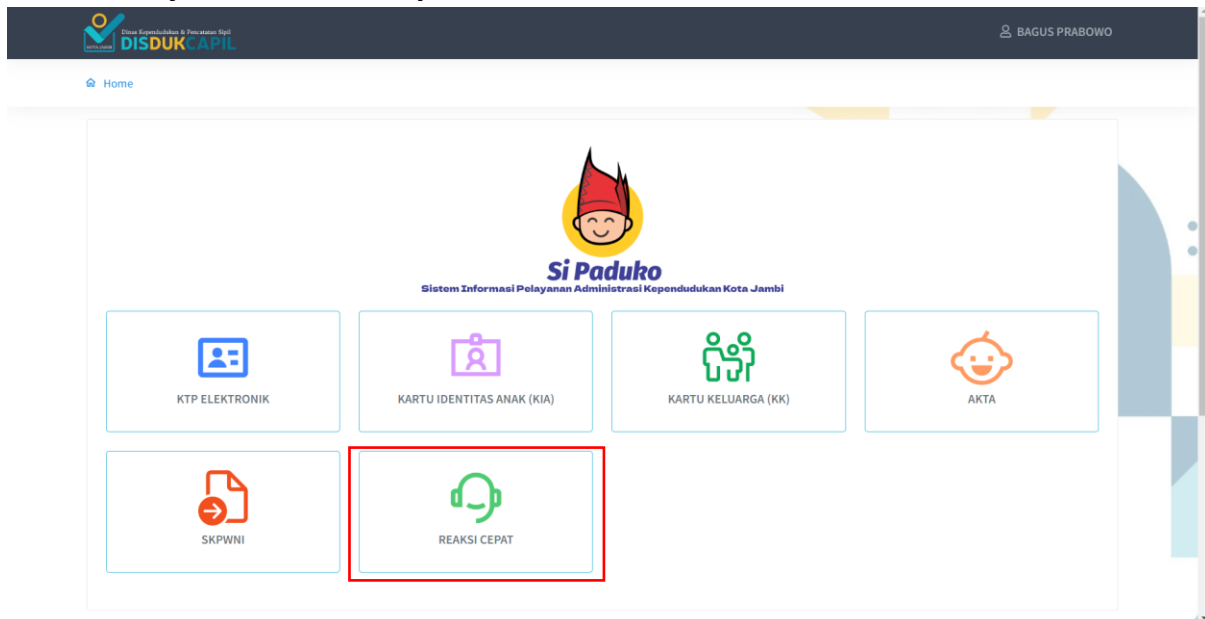 Dinas Kependudukan & Pencatatan Sipil
DISDUKCAPIL
BAGUS PRABOWO
Home
Si Paduko
Sistem Informasi Pelayanan Administrasi Kependudukan Kota Jambi
KTP ELEKTRONIK
KARTU IDENTITAS ANAK (KIA)
KARTU KELUARGA (KK)
AKTA
SKPWNI
REAKSI CEPAT